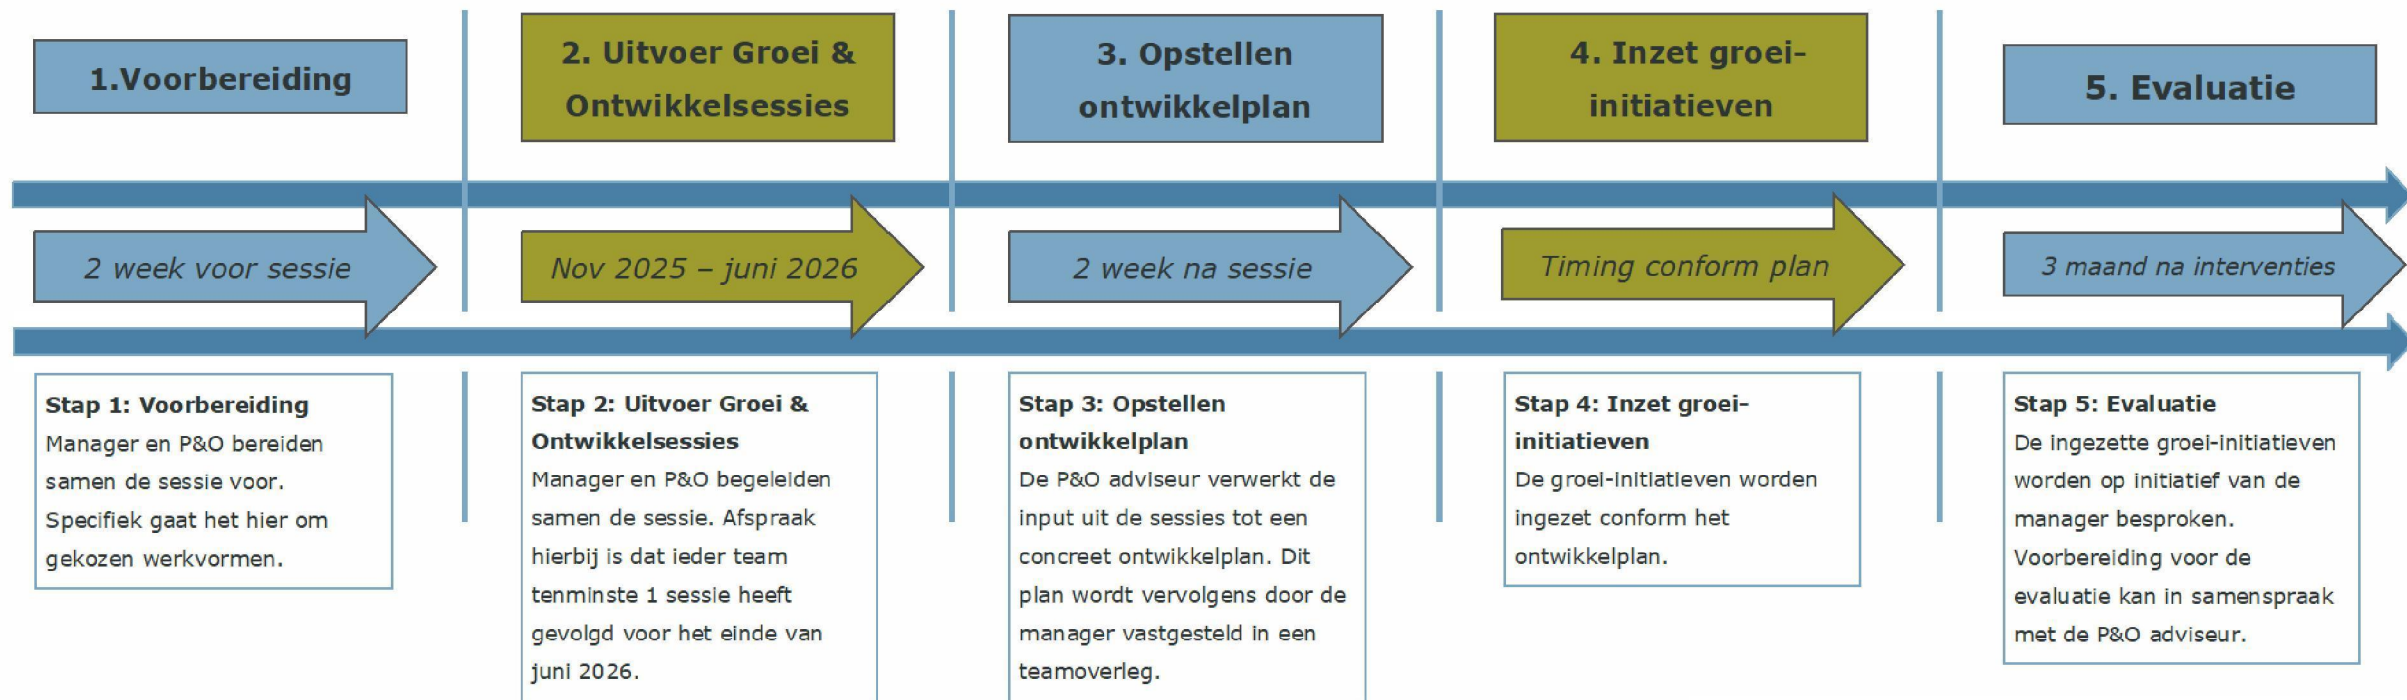 1.Voorbereiding
2. Uitvoer Groei &
Ontwikkelsessies
3. Opstellen
ontwikkelplan
4. Inzet groei-
initiatieven
5. Evaluatie
2 week voor sessie
Nov 2025 – juni 2026
2 week na sessie
Timing conform plan
3 maand na interventies
Stap 1: Voorbereiding
Manager en P&O bereiden
samen de sessie voor.
Specifiek gaat het hier om
gekozen werkvormen.
Stap 2: Uitvoer Groei &
Ontwikkelsessies
Manager en P&O begeleiden
samen de sessie. Afspraak
hierbij is dat ieder team
tenminste 1 sessie heeft
gevolgd voor het einde van
juni 2026.
Stap 3: Opstellen
ontwikkelplan
De P&O adviseur verwerkt de
input uit de sessies tot een
concreet ontwikkelplan. Dit
plan wordt vervolgens door de
manager vastgesteld in een
teamoverleg.
Stap 4: Inzet groei-
initiatieven
De groei-initiatieven worden
ingezet conform het
ontwikkelplan.
Stap 5: Evaluatie
De ingezette groei-initiatieven
worden op initiatief van de
manager besproken.
Voorbereiding voor de
evaluatie kan in samenspraak
met de P&O adviseur.